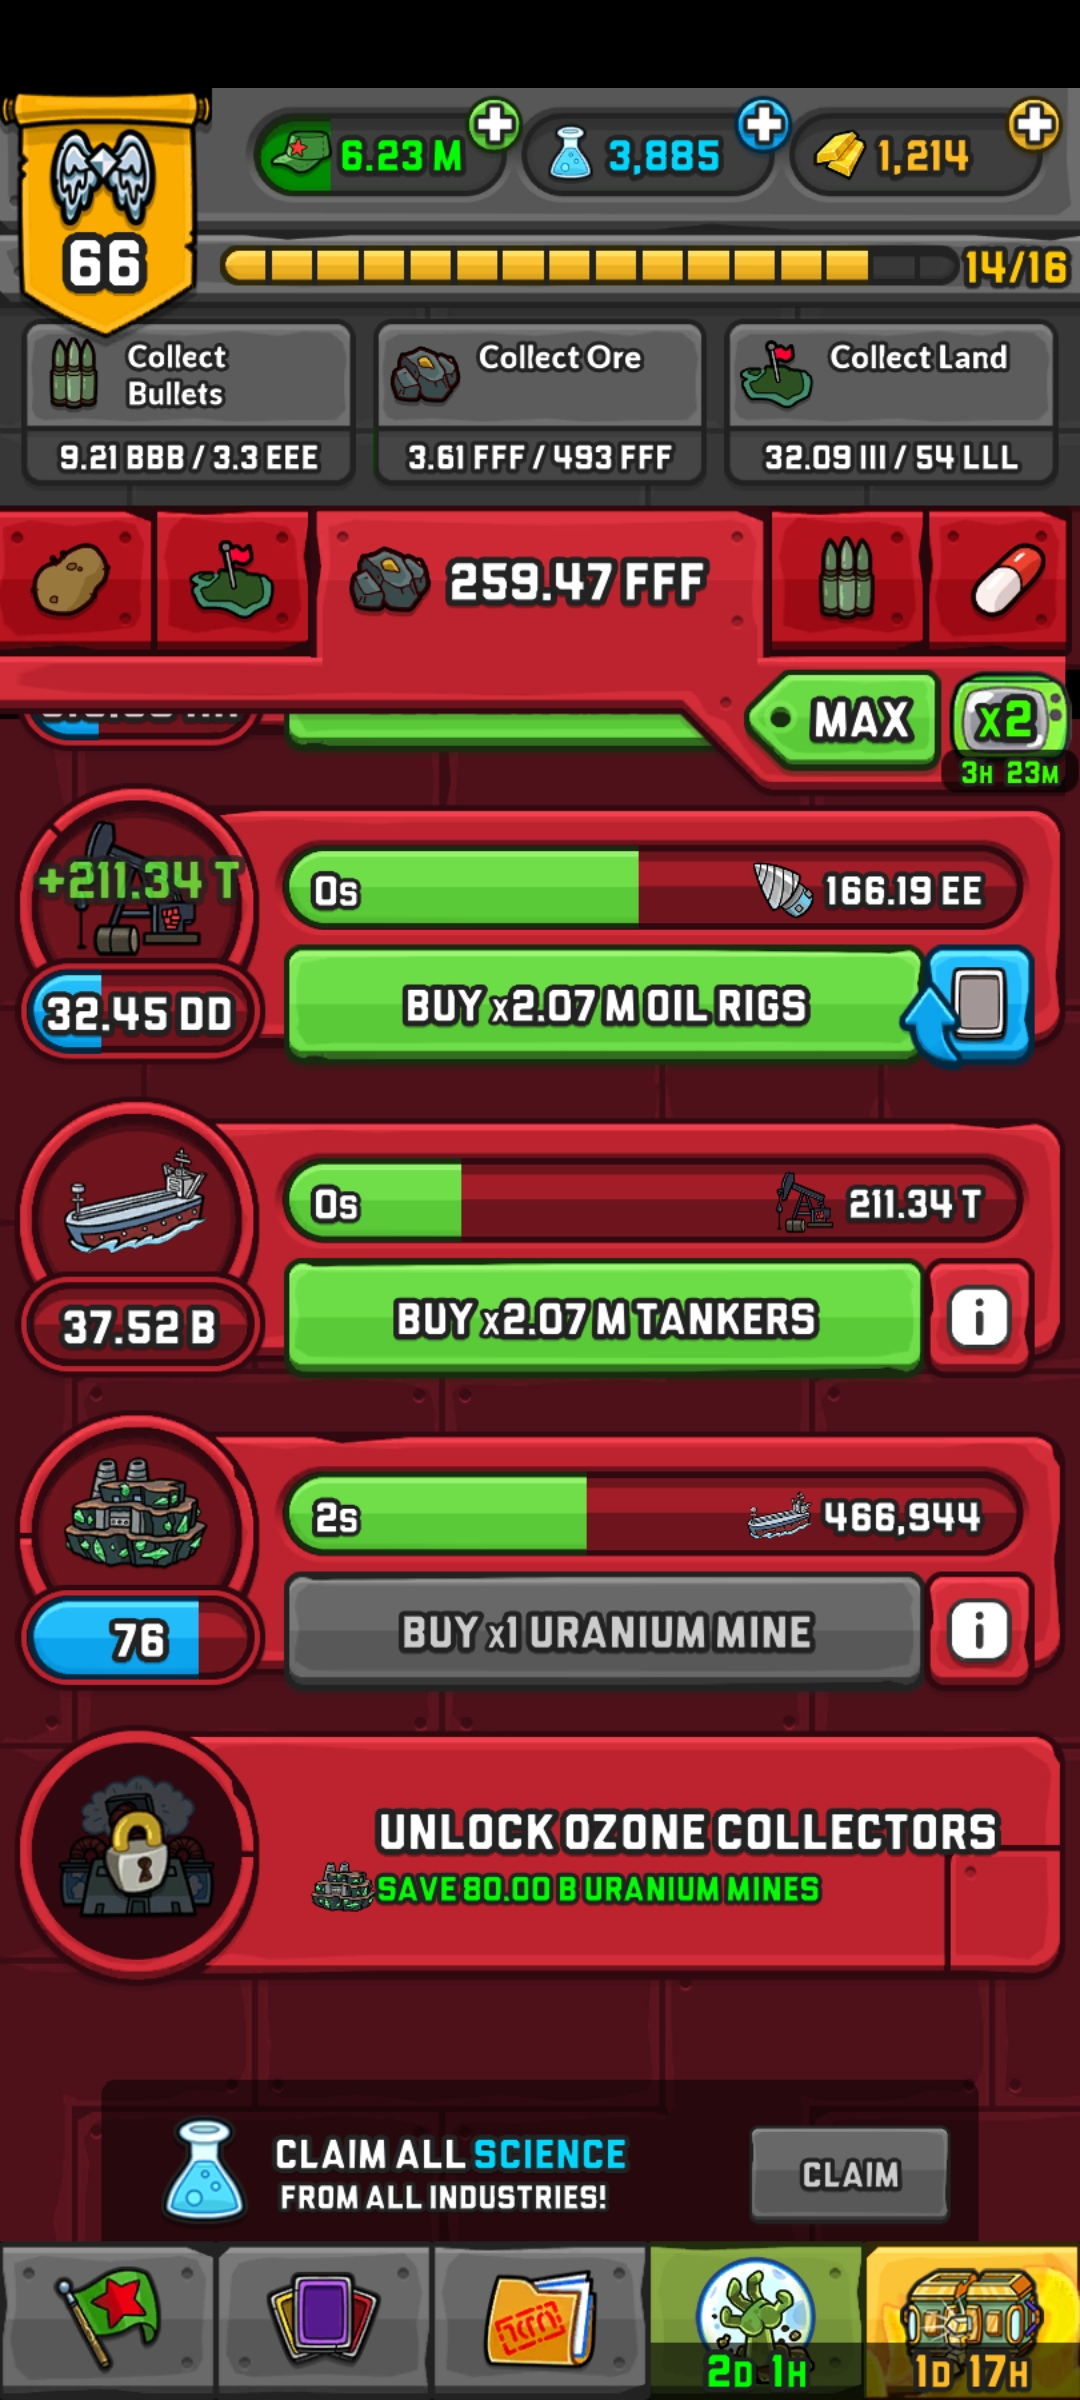 6.23 M
3,885
1,214
66
14/16
Collect
Bullets
9.21 BBB / 3.3 EEE
Collect Ore
3.61 FFF / 493 FFF
Collect Land
32.09 III / 54 LLL
259.47 FFF
MAX
x2
3H 23M
+211.34 T
0s
166.19 EE
32.45 DD
BUY x2.07 M OIL RIGS
0s
211.34 T
37.52 B
BUY x2.07 M TANKERS
i
2s
466,944
76
BUY x1 URANIUM MINE
i
UNLOCK OZONE COLLECTORS
SAVE 80.00 B URANIUM MINES
CLAIM ALL SCIENCE
FROM ALL INDUSTRIES!
CLAIM
2D 1H
1D 17H